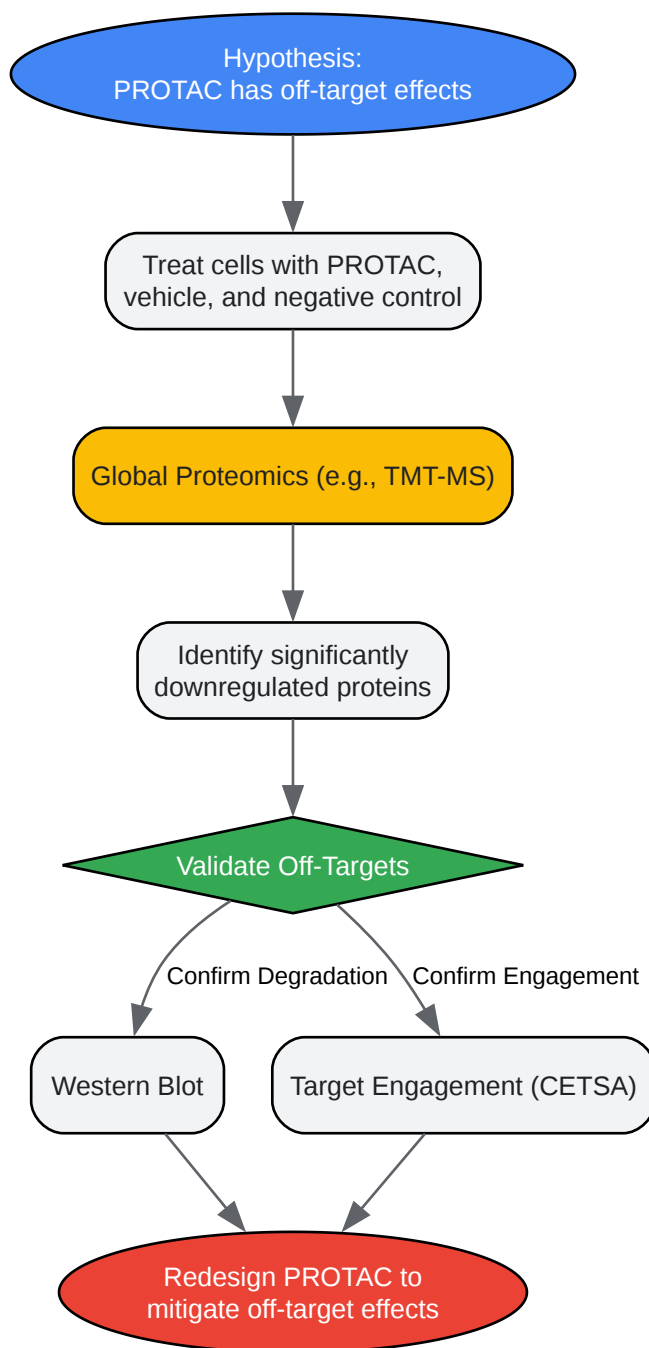 Hypothesis:
PROTAC has off-target effects
Treat cells with PROTAC,
vehicle, and negative control
Global Proteomics (e.g., TMT-MS)
Identify significantly
downregulated proteins
Validate Off-Targets
Confirm Degradation
Confirm Engagement
Western Blot
Target Engagement (CETSA)
Redesign PROTAC to
mitigate off-target effects